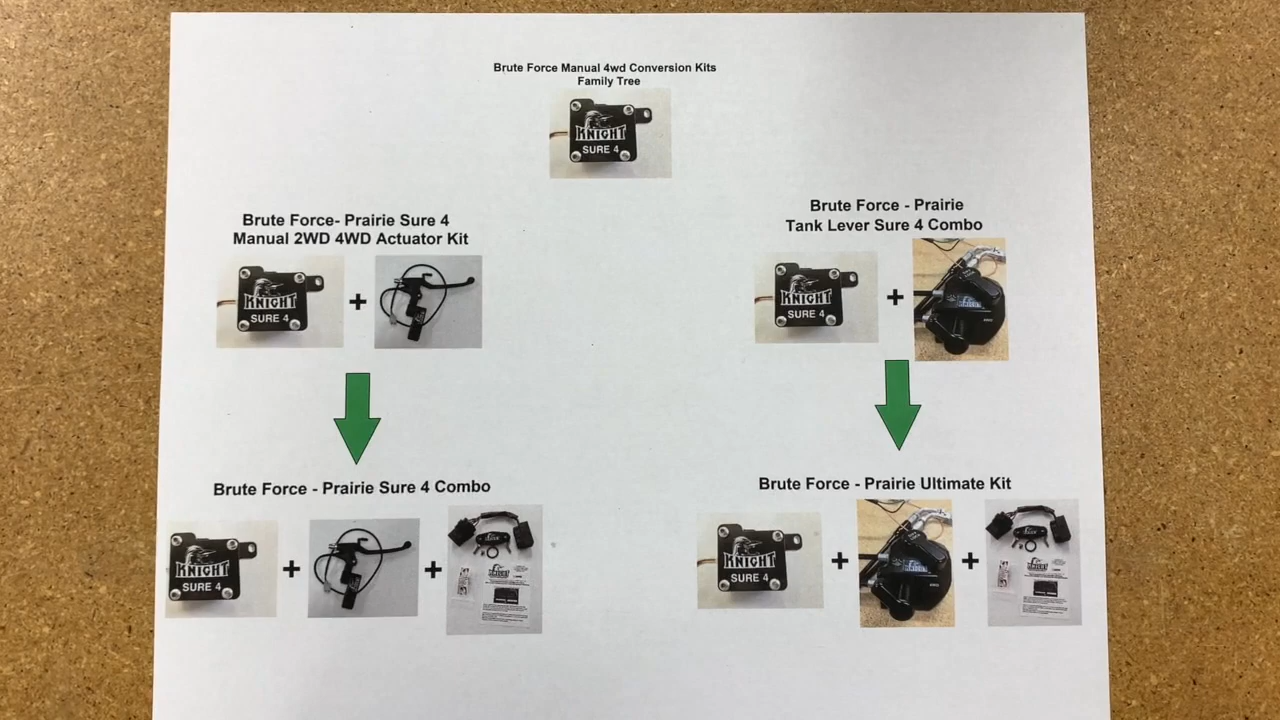 Brute Force Manual 4wd Conversion Kits
Family Tree
KNIGHT
SURE 4
Brute Force- Prairie Sure 4
Manual 2WD 4WD Actuator Kit
KNIGHT
SURE 4
+
Brute Force - Prairie
Tank Lever Sure 4 Combo
KNIGHT
SURE 4
+
Brute Force - Prairie Sure 4 Combo
KNIGHT
SURE 4
+
+
Brute Force - Prairie Ultimate Kit
KNIGHT
SURE 4
+
+